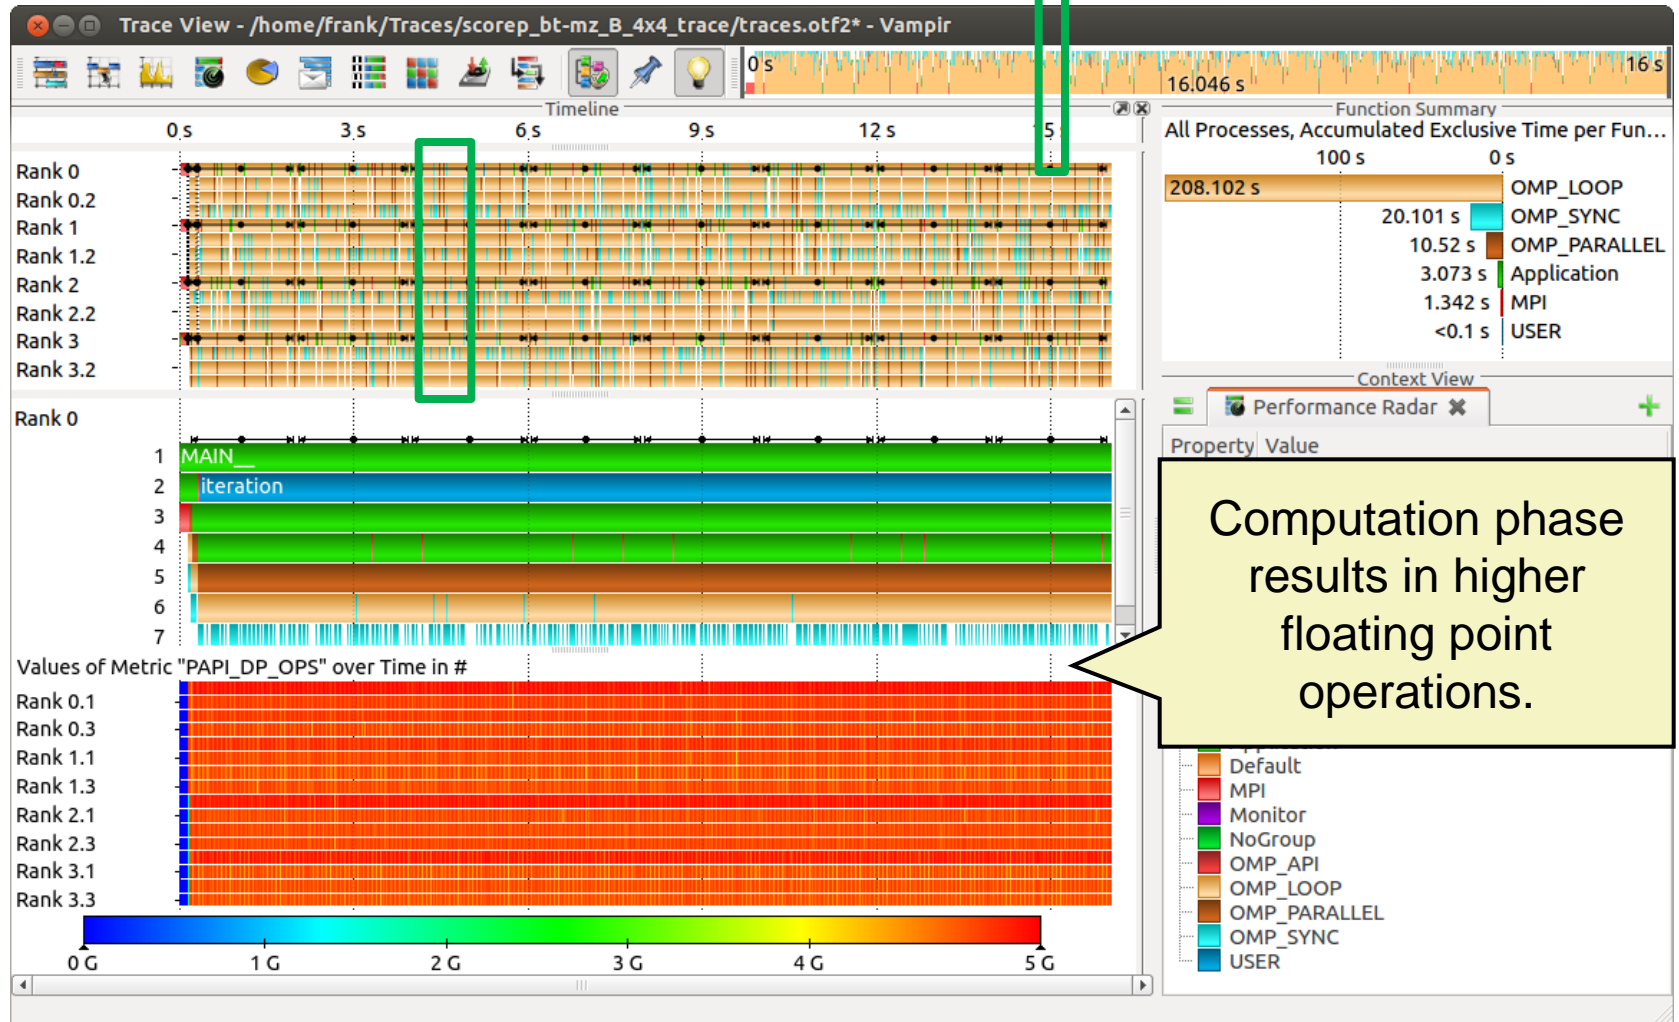 Trace View - /home/frank/Traces/scorep_bt-mz_B_4x4_trace/traces.otf2* - Vampir
0 s
16 s
16.046 s
Timeline
0 s 3 s 6 s 9 s 12 s 15 s
Rank 0
Rank 0.2
Rank 1
Rank 1.2
Rank 2
Rank 2.2
Rank 3
Rank 3.2
Rank 0
1 MAIN__
2 iteration
3
4
5
6
7
Values of Metric "PAPI_DP_OPS" over Time in #
Rank 0.1
Rank 0.3
Rank 1.1
Rank 1.3
Rank 2.1
Rank 2.3
Rank 3.1
Rank 3.3
0 G 1 G 2 G 3 G 4 G 5 G
Function Summary
All Processes, Accumulated Exclusive Time per Fun...
100 s 0 s
208.102 s OMP_LOOP
20.101 s OMP_SYNC
10.52 s OMP_PARALLEL
3.073 s Application
1.342 s MPI
<0.1 s USER
Context View
Performance Radar
Property Value
Computation phase
results in higher
floating point
operations.
Default
MPI
Monitor
NoGroup
OMP_API
OMP_LOOP
OMP_PARALLEL
OMP_SYNC
USER